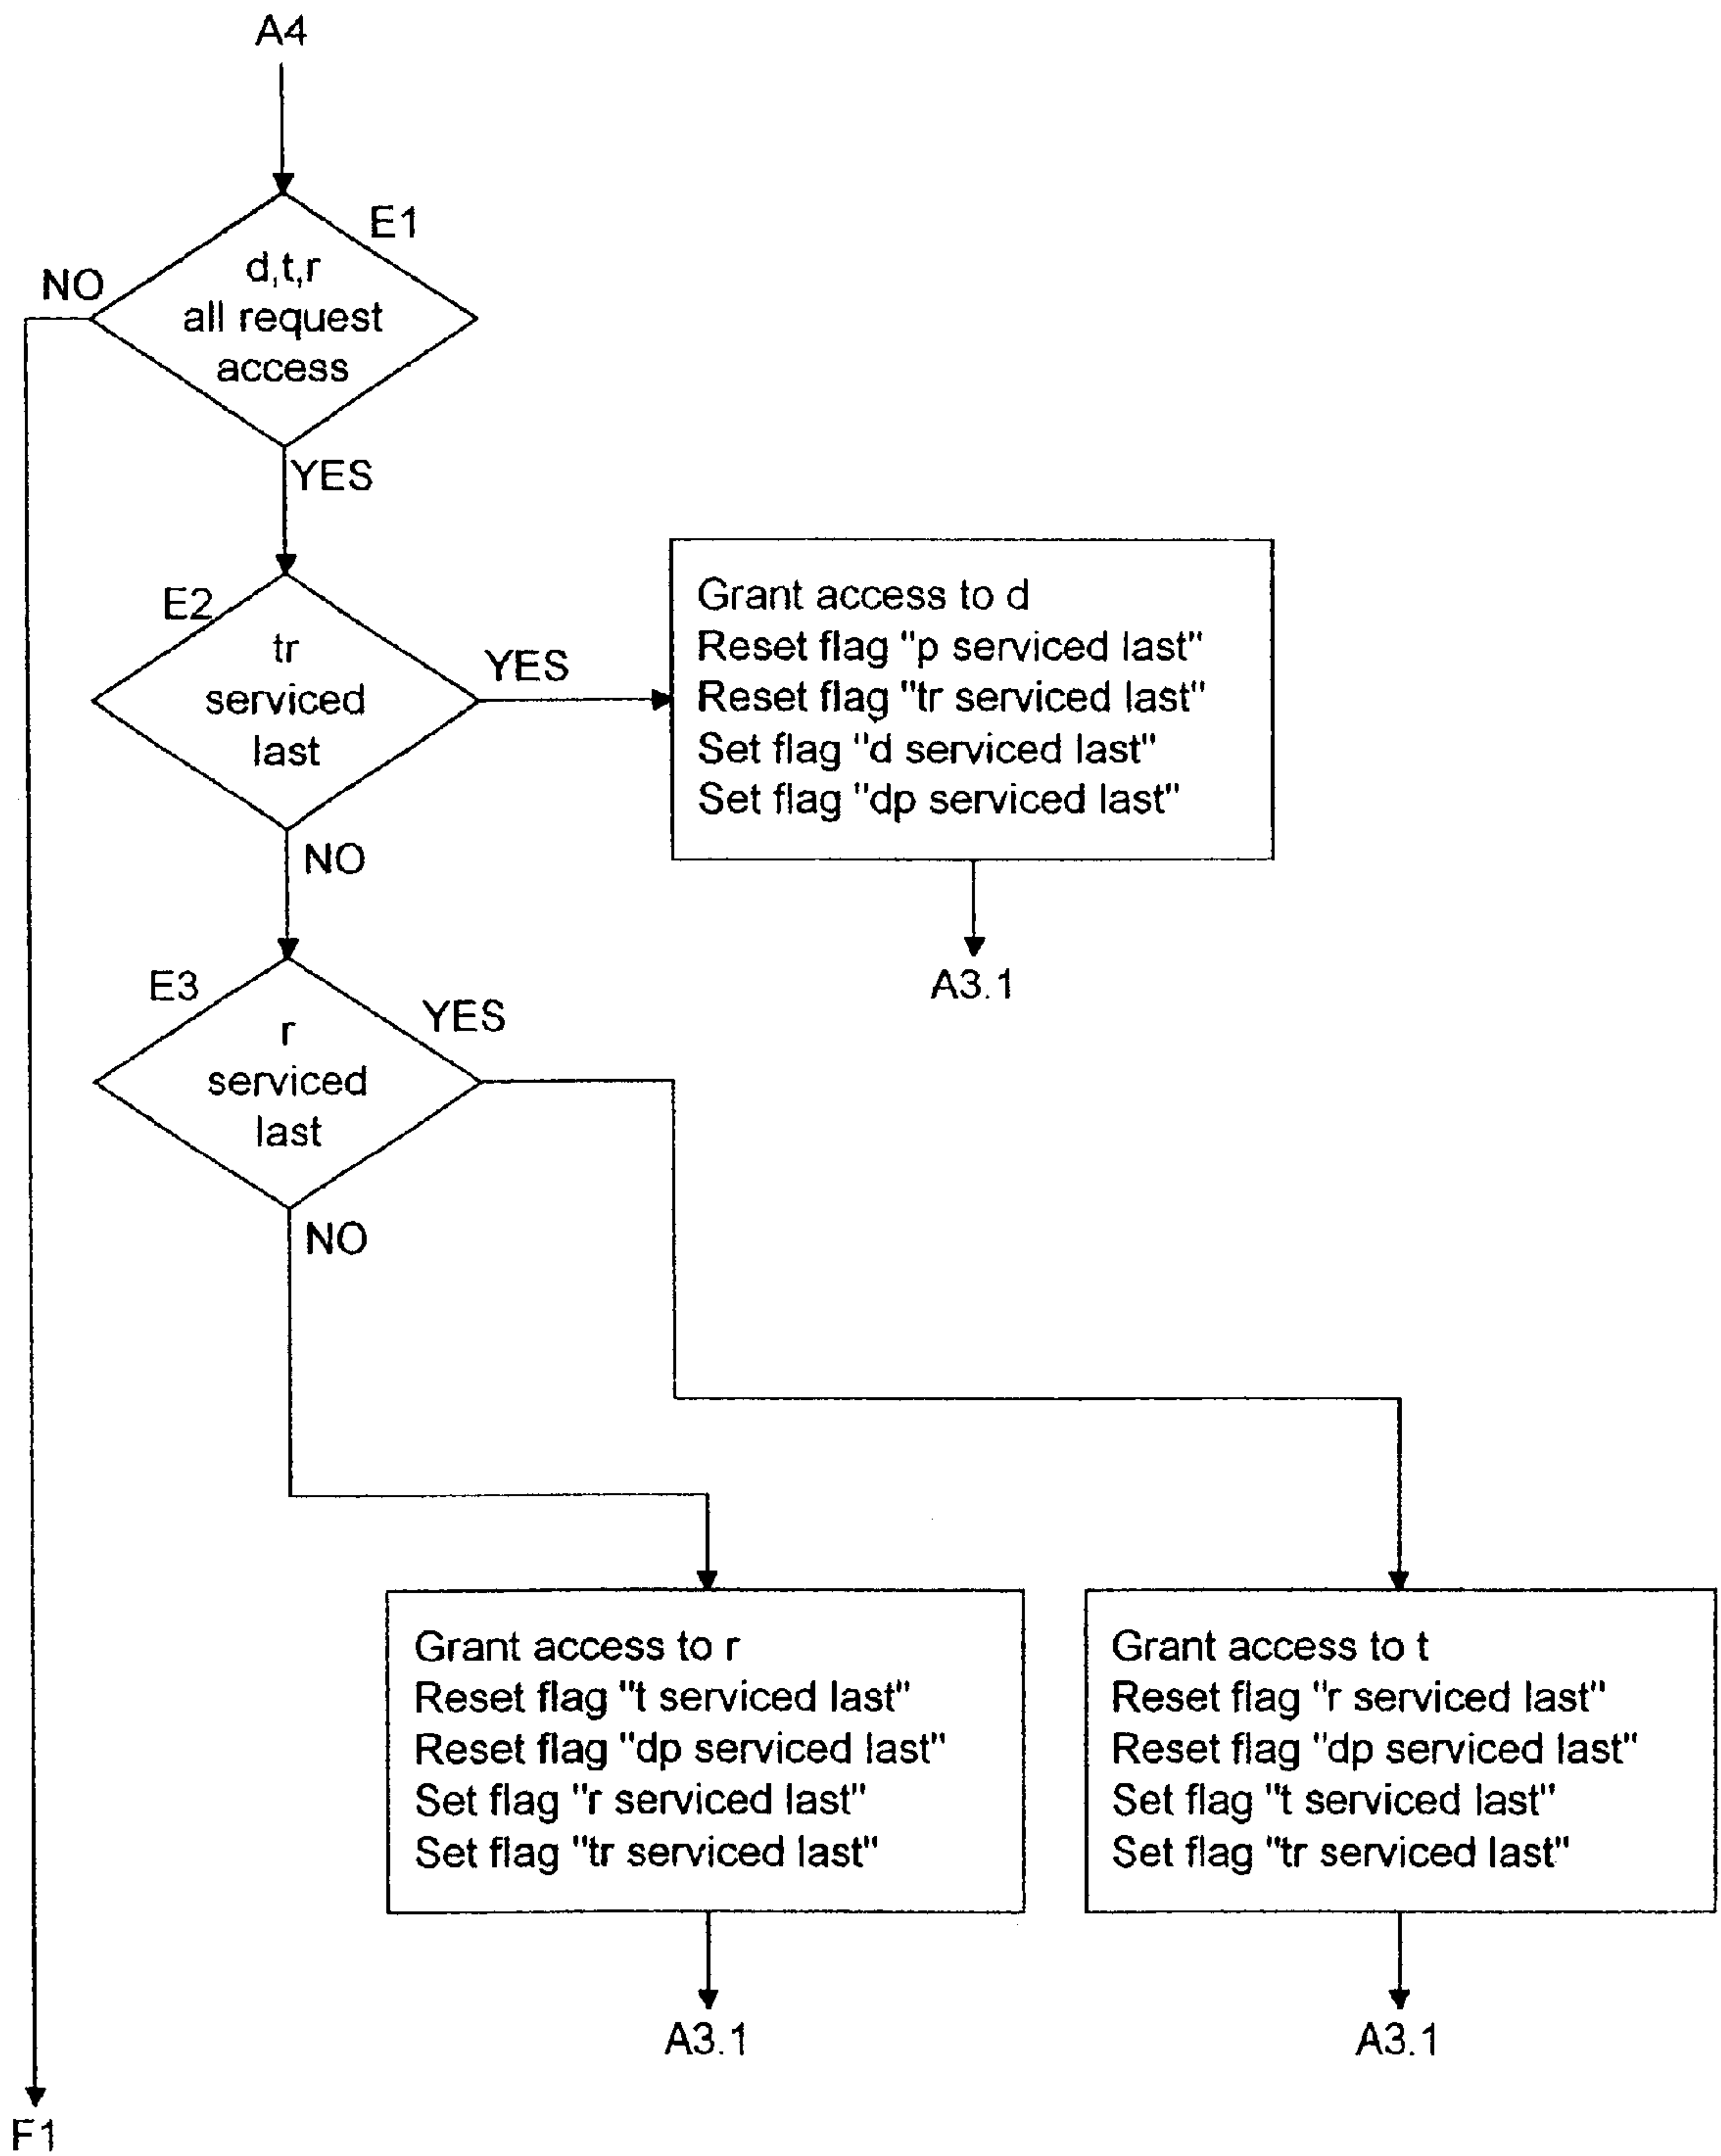 A4
E1
d,t,r
all request
access
NO
YES
E2
tr
serviced
last
YES
NO
Grant access to d
Reset flag "p serviced last"
Reset flag "tr serviced last"
Set flag "d serviced last"
Set flag "dp serviced last"
A3.1
E3
r
serviced
last
YES
NO
Grant access to r
Reset flag "t serviced last"
Reset flag "dp serviced last"
Set flag "r serviced last"
Set flag "tr serviced last"
A3.1
Grant access to t
Reset flag "r serviced last"
Reset flag "dp serviced last"
Set flag "t serviced last"
Set flag "tr serviced last"
A3.1
F1